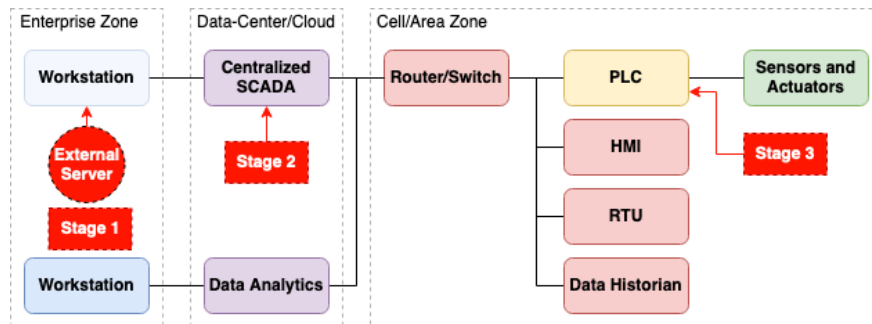 Enterprise Zone
Data-Center/Cloud
Cell/Area Zone
Workstation
Centralized
SCADA
Router/Switch
PLC
Sensors and
Actuators
External
Server
Stage 2
HMI
Stage 3
Stage 1
RTU
Workstation
Data Analytics
Data Historian